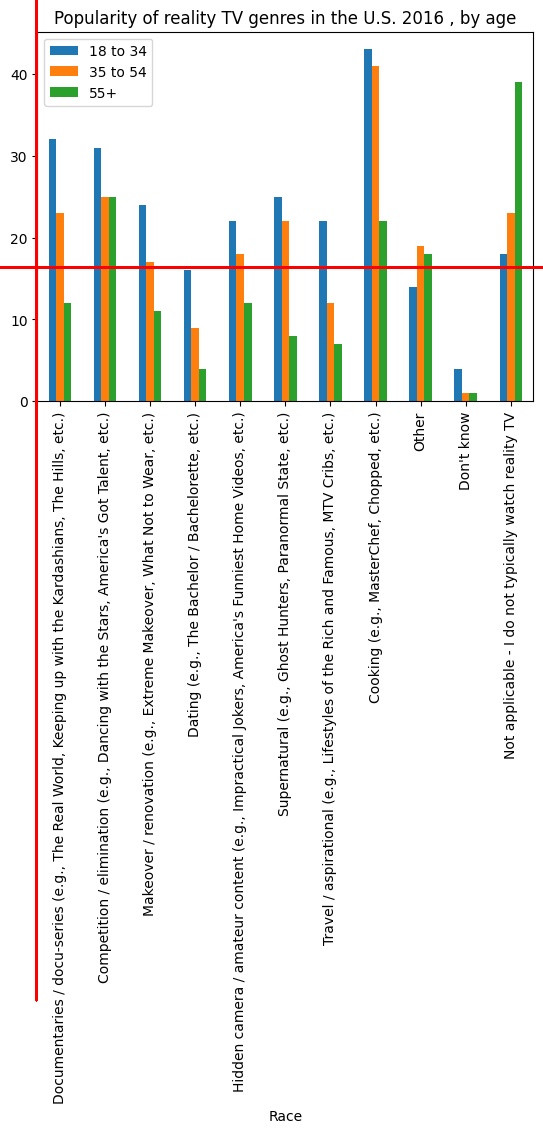 Popularity of reality TV genres in the U.S. 2016 , by age
18 to 34
35 to 54
55+
40
30
20
10
0
Documentaries / docu-series (e.g., The Real World, Keeping up with the Kardashians, The Hills, etc.)
Competition / elimination (e.g., Dancing with the Stars, America's Got Talent, etc.)
Makeover / renovation (e.g., Extreme Makeover, What Not to Wear, etc.)
Dating (e.g., The Bachelor / Bachelorette, etc.)
Hidden camera / amateur content (e.g., Impractical Jokers, America's Funniest Home Videos, etc.)
Supernatural (e.g., Ghost Hunters, Paranormal State, etc.)
Travel / aspirational (e.g., Lifestyles of the Rich and Famous, MTV Cribs, etc.)
Cooking (e.g., MasterChef, Chopped, etc.)
Other
Don't know
Not applicable - I do not typically watch reality TV
Race